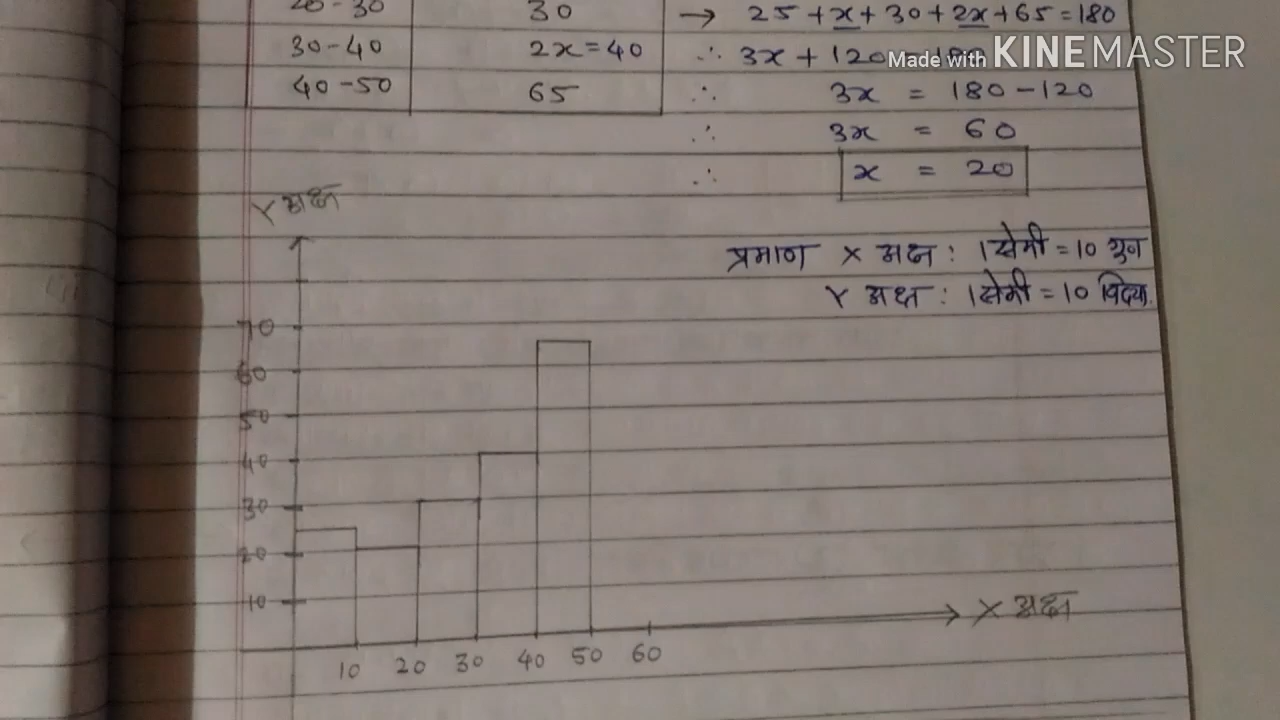 20-30 30 → 25 + x + 30 + 2x + 65 = 180
30-40 2x = 40 ∴ 3x + 120
Made with KINEMASTER
40-50 65 ∴ 3x = 180 - 120
∴ 3x = 60
∴ x = 20
Y अक्ष
प्रमाण X अक्ष : 1 सेमी = 10 गुण
Y अक्ष : 1 सेमी = 10 विद्या.
70
60
50
40
30
20
10
X अक्ष
10 20 30 40 50 60